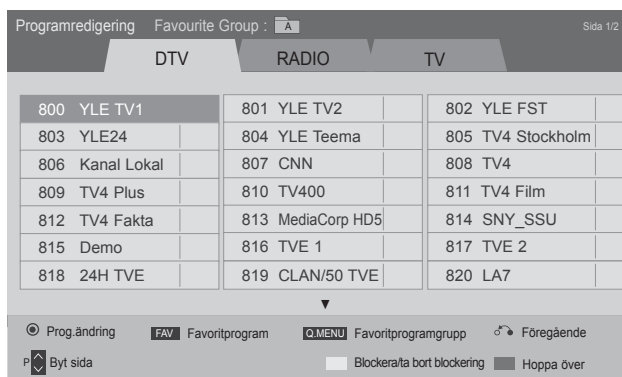 Programredigering Favourite Group : A Sida 1/2
DTV RADIO TV
800 YLE TV1 801 YLE TV2 802 YLE FST
803 YLE24 804 YLE Teema 805 TV4 Stockholm
806 Kanal Lokal 807 CNN 808 TV4
809 TV4 Plus 810 TV400 811 TV4 Film
812 TV4 Fakta 813 MediaCorp HD5 814 SNY_SSU
815 Demo 816 TVE 1 817 TVE 2
818 24H TVE 819 CLAN/50 TVE 820 LA7
Prog.ändring FAV Favoritprogram Q.MENU Favoritprogramgrupp Föregående
P Byt sida Blockera/ta bort blockering Hoppa över